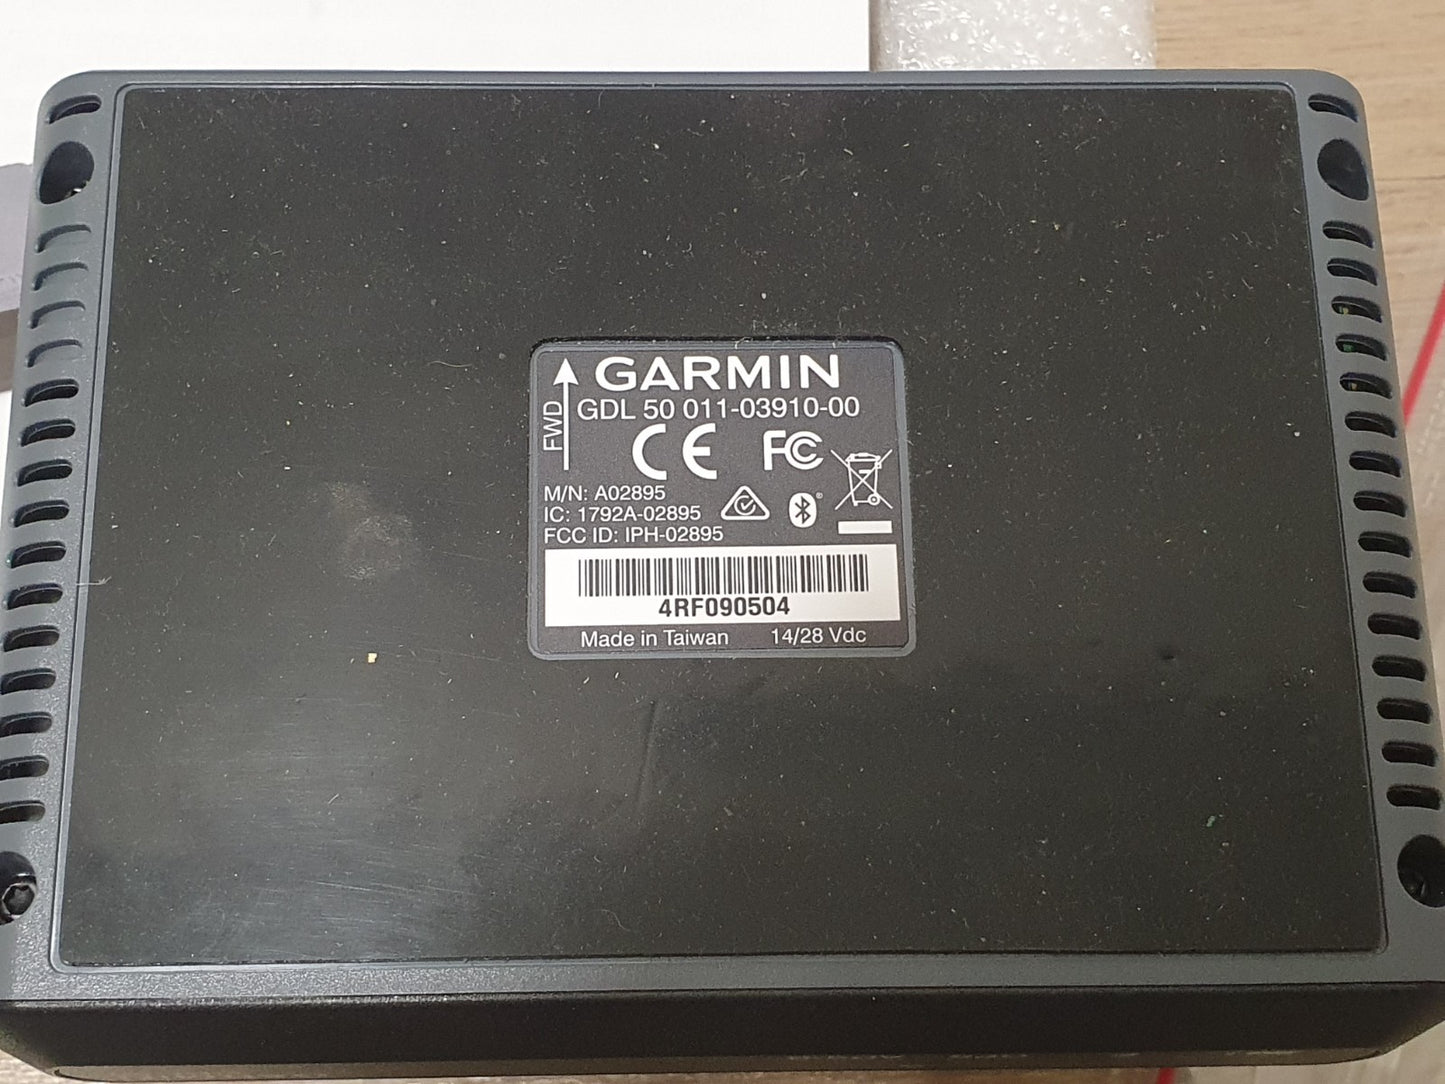 GARMIN
FWD
GDL 50 011-03910-00
CE FC
M/N: A02895
IC: 1792A-02895
FCC ID: IPH-02895
4RF090504
Made in Taiwan 14/28 Vdc